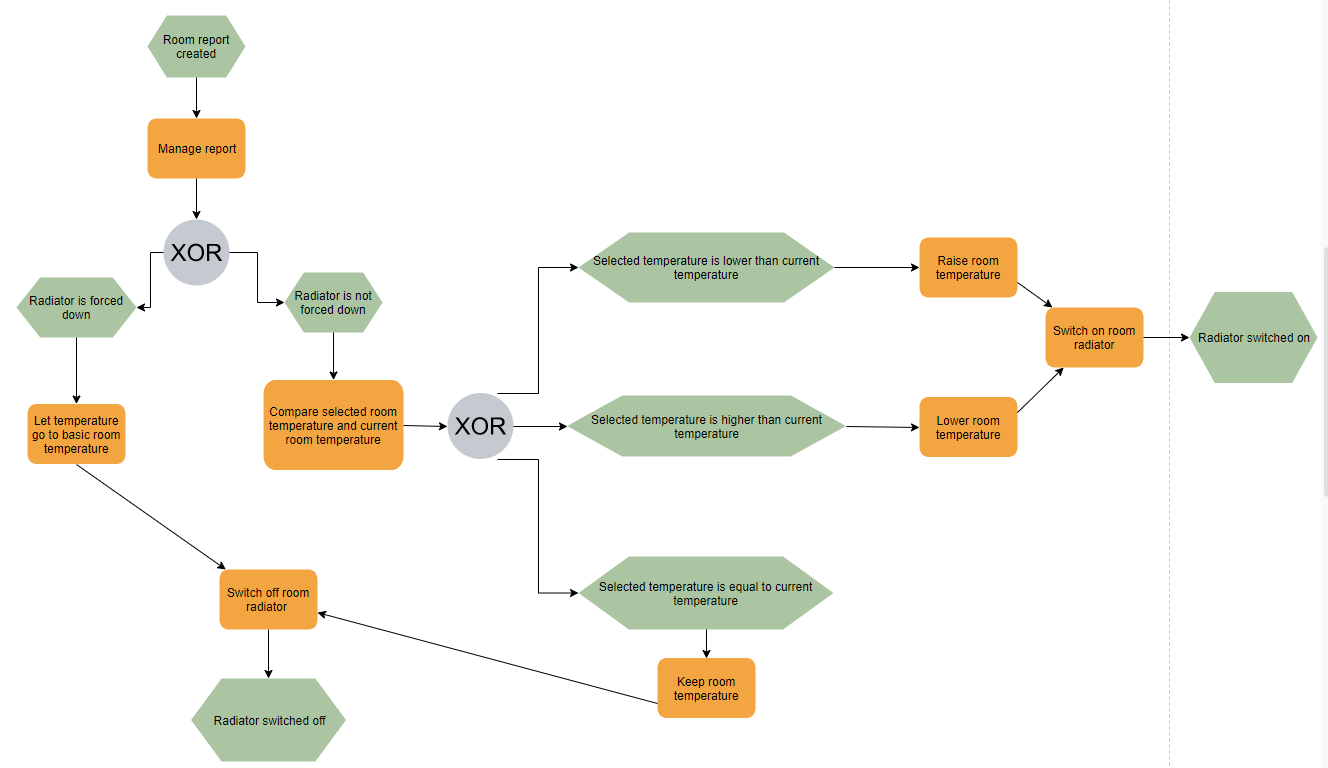 Room report
created
Manage report
XOR
Radiator is forced
down
Radiator is not
forced down
Let temperature
go to basic room
temperature
Compare selected room
temperature and current
room temperature
XOR
Selected temperature is lower than current
temperature
Raise room
temperature
Selected temperature is higher than current
temperature
Lower room
temperature
Switch on room
radiator
Radiator switched on
Selected temperature is equal to current
temperature
Keep room
temperature
Switch off room
radiator
Radiator switched off